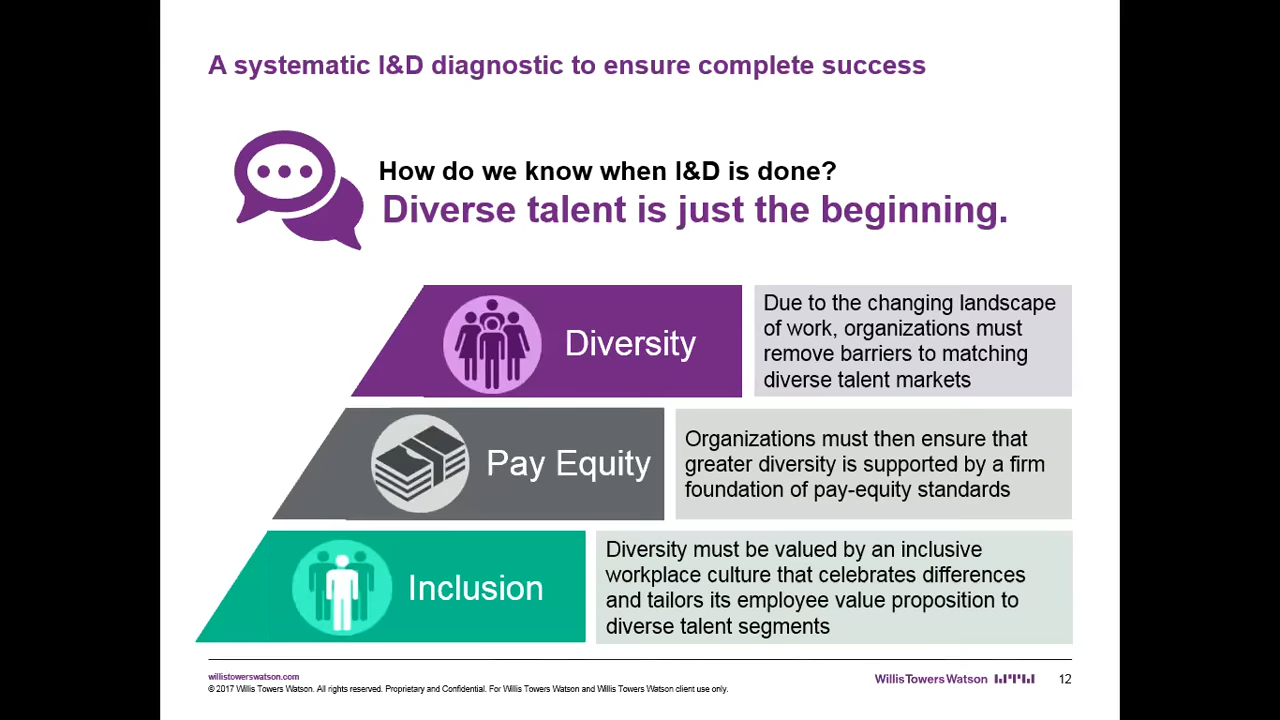 A systematic I&D diagnostic to ensure complete success
How do we know when I&D is done?
Diverse talent is just the beginning.
Diversity
Due to the changing landscape
of work, organizations must
remove barriers to matching
diverse talent markets
Pay Equity
Organizations must then ensure that
greater diversity is supported by a firm
foundation of pay-equity standards
Inclusion
Diversity must be valued by an inclusive
workplace culture that celebrates differences
and tailors its employee value proposition to
diverse talent segments
willistowerswatson.com
© 2017 Willis Towers Watson. All rights reserved. Proprietary and Confidential. For Willis Towers Watson and Willis Towers Watson client use only.
Willis Towers Watson
12